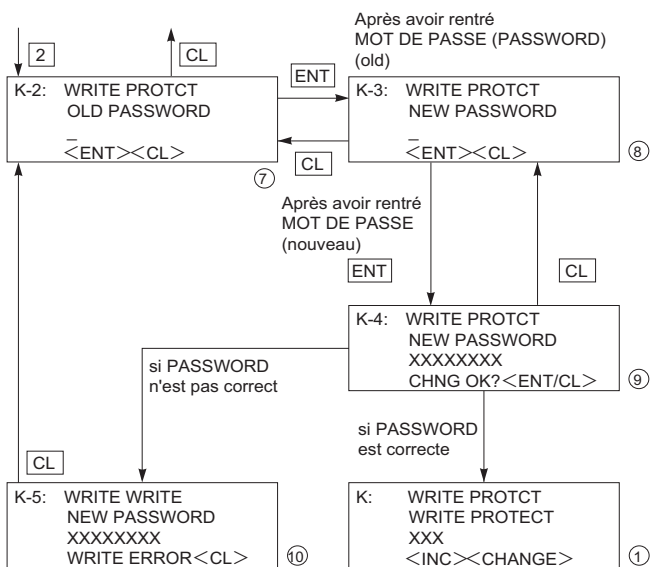 2
CL
Après avoir rentré
MOT DE PASSE (PASSWORD)
(old)
ENT
K-2: WRITE PROTCT
OLD PASSWORD
_
<ENT><CL>
7
CL
K-3: WRITE PROTCT
NEW PASSWORD
_
<ENT><CL>
8
Après avoir rentré
MOT DE PASSE
(nouveau)
ENT
CL
K-4: WRITE PROTCT
NEW PASSWORD
XXXXXXXX
CHNG OK?<ENT/CL>
9
si PASSWORD
n'est pas correct
si PASSWORD
est correcte
CL
K-5: WRITE WRITE
NEW PASSWORD
XXXXXXXX
WRITE ERROR<CL>
10
K: WRITE PROTCT
WRITE PROTECT
XXX
<INC><CHANGE>
1